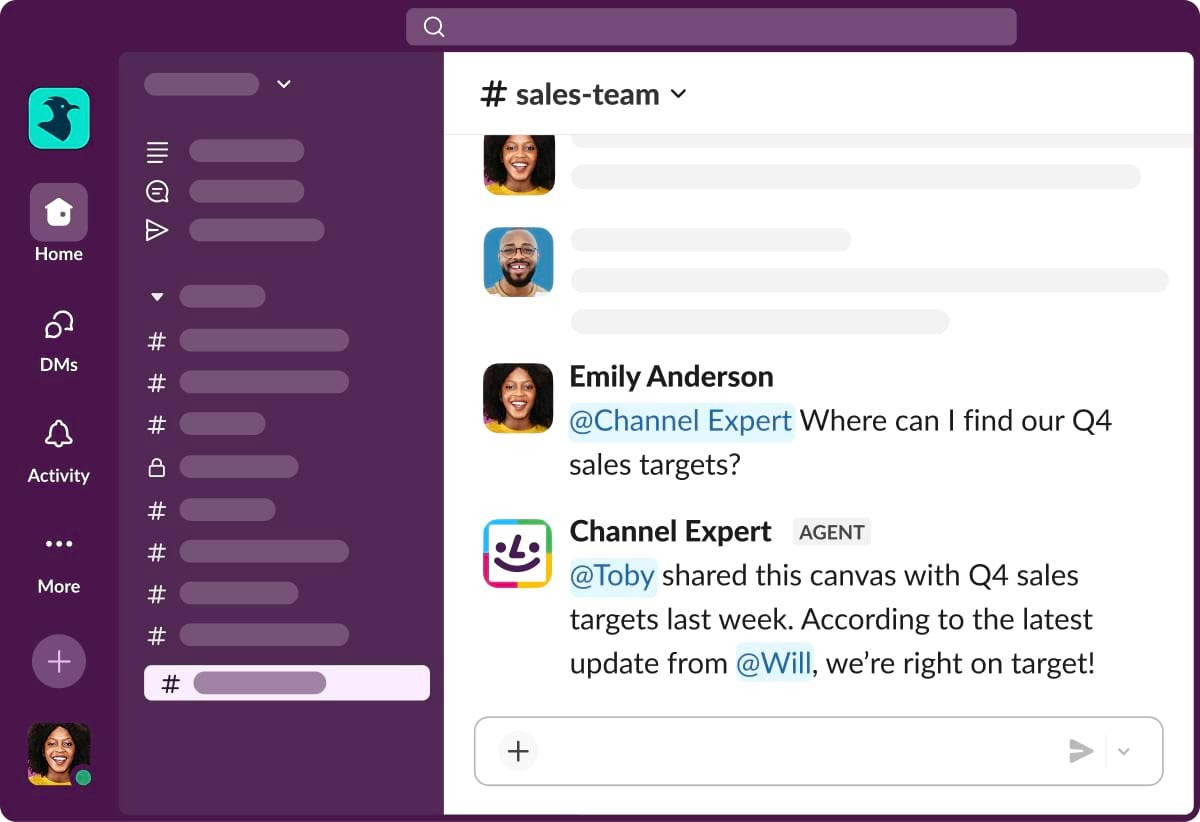 # sales-team
Home
DMs
Activity
More
Emily Anderson
@Channel Expert Where can I find our Q4
sales targets?
Channel Expert AGENT
@Toby shared this canvas with Q4 sales
targets last week. According to the latest
update from @Will, we’re right on target!